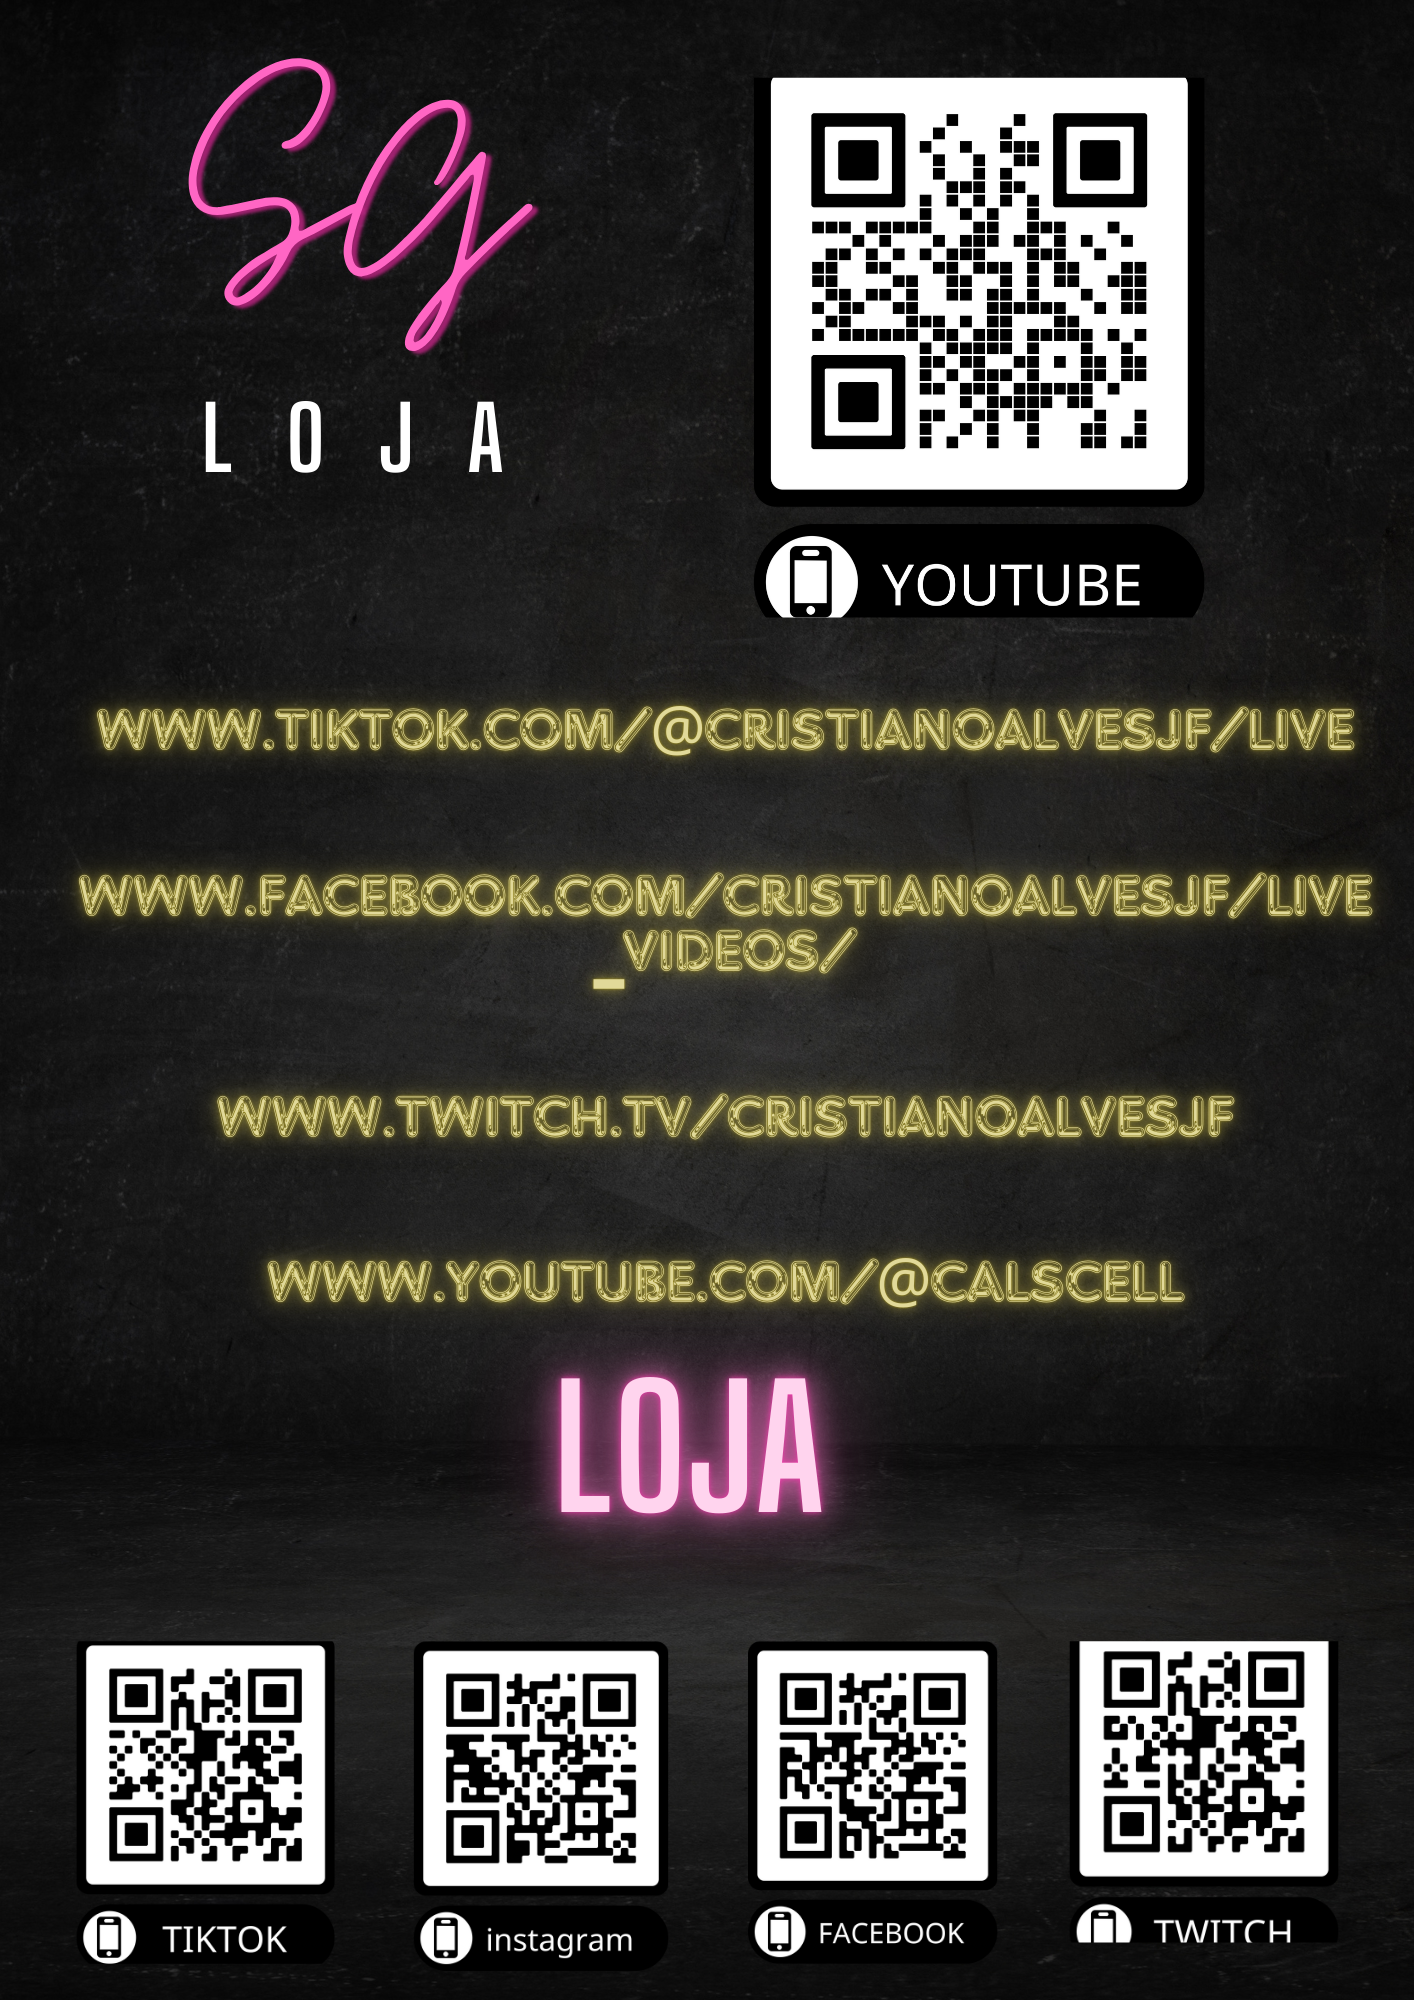 SG
LOJA
YOUTUBE
WWW.TIKTOK.COM/@CRISTIANOALVESJF/LIVE
WWW.FACEBOOK.COM/CRISTIANOALVESJF/LIVE
_VIDEOS/
WWW.TWITCH.TV/CRISTIANOALVESJF
WWW.YOUTUBE.COM/@CALSCELL
LOJA
TIKTOK
instagram
FACEBOOK
TWITCH